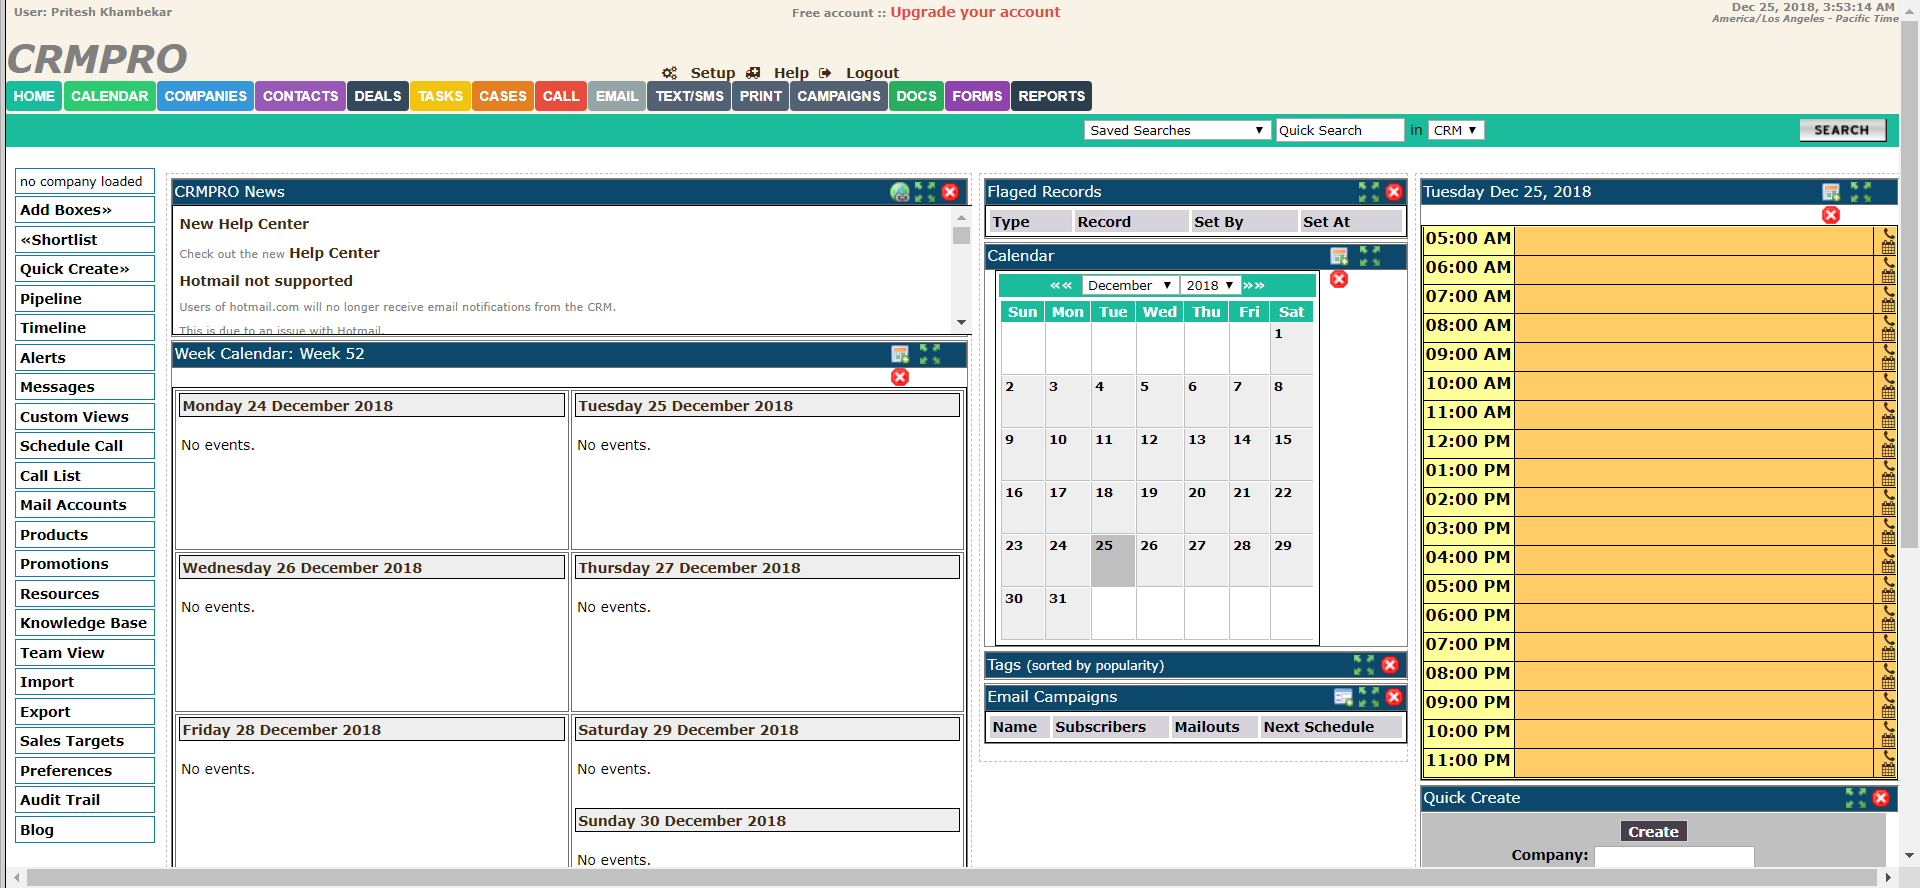 User: Pritesh Khambekar
Free account :: Upgrade your account
Dec 25, 2018, 3:53:14 AM
America/Los Angeles - Pacific Time
CRMPRO
Setup Help Logout
HOME CALENDAR COMPANIES CONTACTS DEALS TASKS CASES CALL EMAIL TEXT/SMS PRINT CAMPAIGNS DOCS FORMS REPORTS
Saved Searches Quick Search in CRM SEARCH
no company loaded
Add Boxes»
«Shortlist
Quick Create»
Pipeline
Timeline
Alerts
Messages
Custom Views
Schedule Call
Call List
Mail Accounts
Products
Promotions
Resources
Knowledge Base
Team View
Import
Export
Sales Targets
Preferences
Audit Trail
Blog
CRMPRO News
New Help Center
Check out the new Help Center
Hotmail not supported
Users of hotmail.com will no longer receive email notifications from the CRM.
This is due to an issue with Hotmail.
Week Calendar: Week 52
Monday 24 December 2018
No events.
Tuesday 25 December 2018
No events.
Wednesday 26 December 2018
No events.
Thursday 27 December 2018
No events.
Friday 28 December 2018
No events.
Saturday 29 December 2018
No events.
Sunday 30 December 2018
No events.
Flaged Records
Type Record Set By Set At
Calendar
«« December 2018 »»
Sun Mon Tue Wed Thu Fri Sat
1
2 3 4 5 6 7 8
9 10 11 12 13 14 15
16 17 18 19 20 21 22
23 24 25 26 27 28 29
30 31
Tags (sorted by popularity)
Email Campaigns
Name Subscribers Mailouts Next Schedule
Tuesday Dec 25, 2018
05:00 AM
06:00 AM
07:00 AM
08:00 AM
09:00 AM
10:00 AM
11:00 AM
12:00 PM
01:00 PM
02:00 PM
03:00 PM
04:00 PM
05:00 PM
06:00 PM
07:00 PM
08:00 PM
09:00 PM
10:00 PM
11:00 PM
Quick Create
Create
Company: